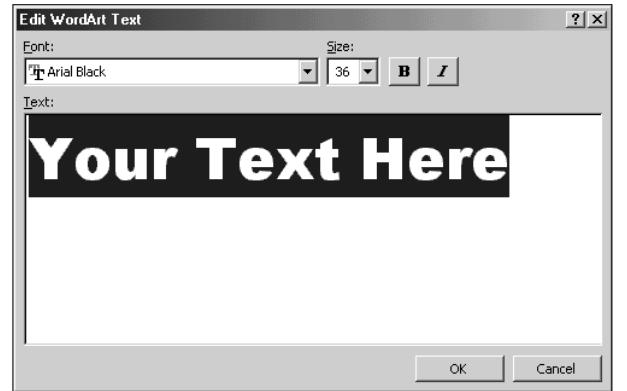 Edit WordArt Text ? ×
Font: Size:
Arial Black 36 B I
Text:
Your Text Here
OK Cancel